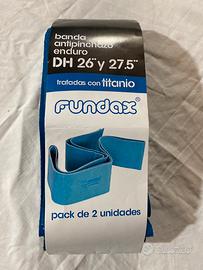 banda
antipinchazo
enduro
DH 26" y 27.5"
tratadas con titanio
FUNDAX
pack de 2 unidades